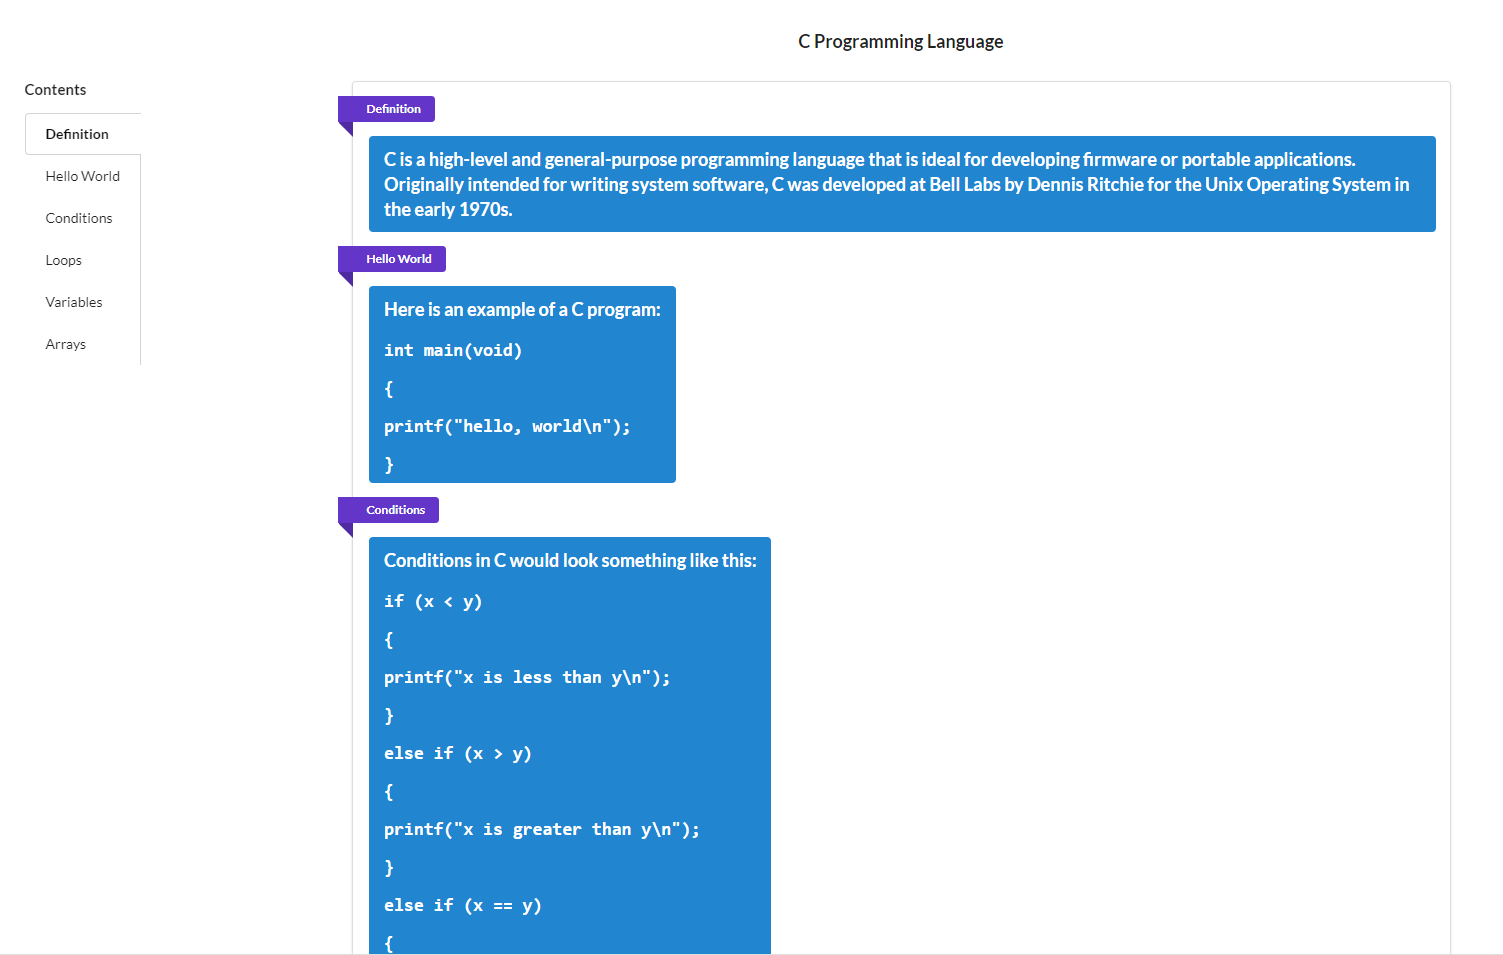 C Programming Language
Contents
Definition
Hello World
Conditions
Loops
Variables
Arrays
Definition
C is a high-level and general-purpose programming language that is ideal for developing firmware or portable applications.
Originally intended for writing system software, C was developed at Bell Labs by Dennis Ritchie for the Unix Operating System in
the early 1970s.
Hello World
Here is an example of a C program:
int main(void)
{
printf("hello, world\n");
}
Conditions
Conditions in C would look something like this:
if (x < y)
{
printf("x is less than y\n");
}
else if (x > y)
{
printf("x is greater than y\n");
}
else if (x == y)
{